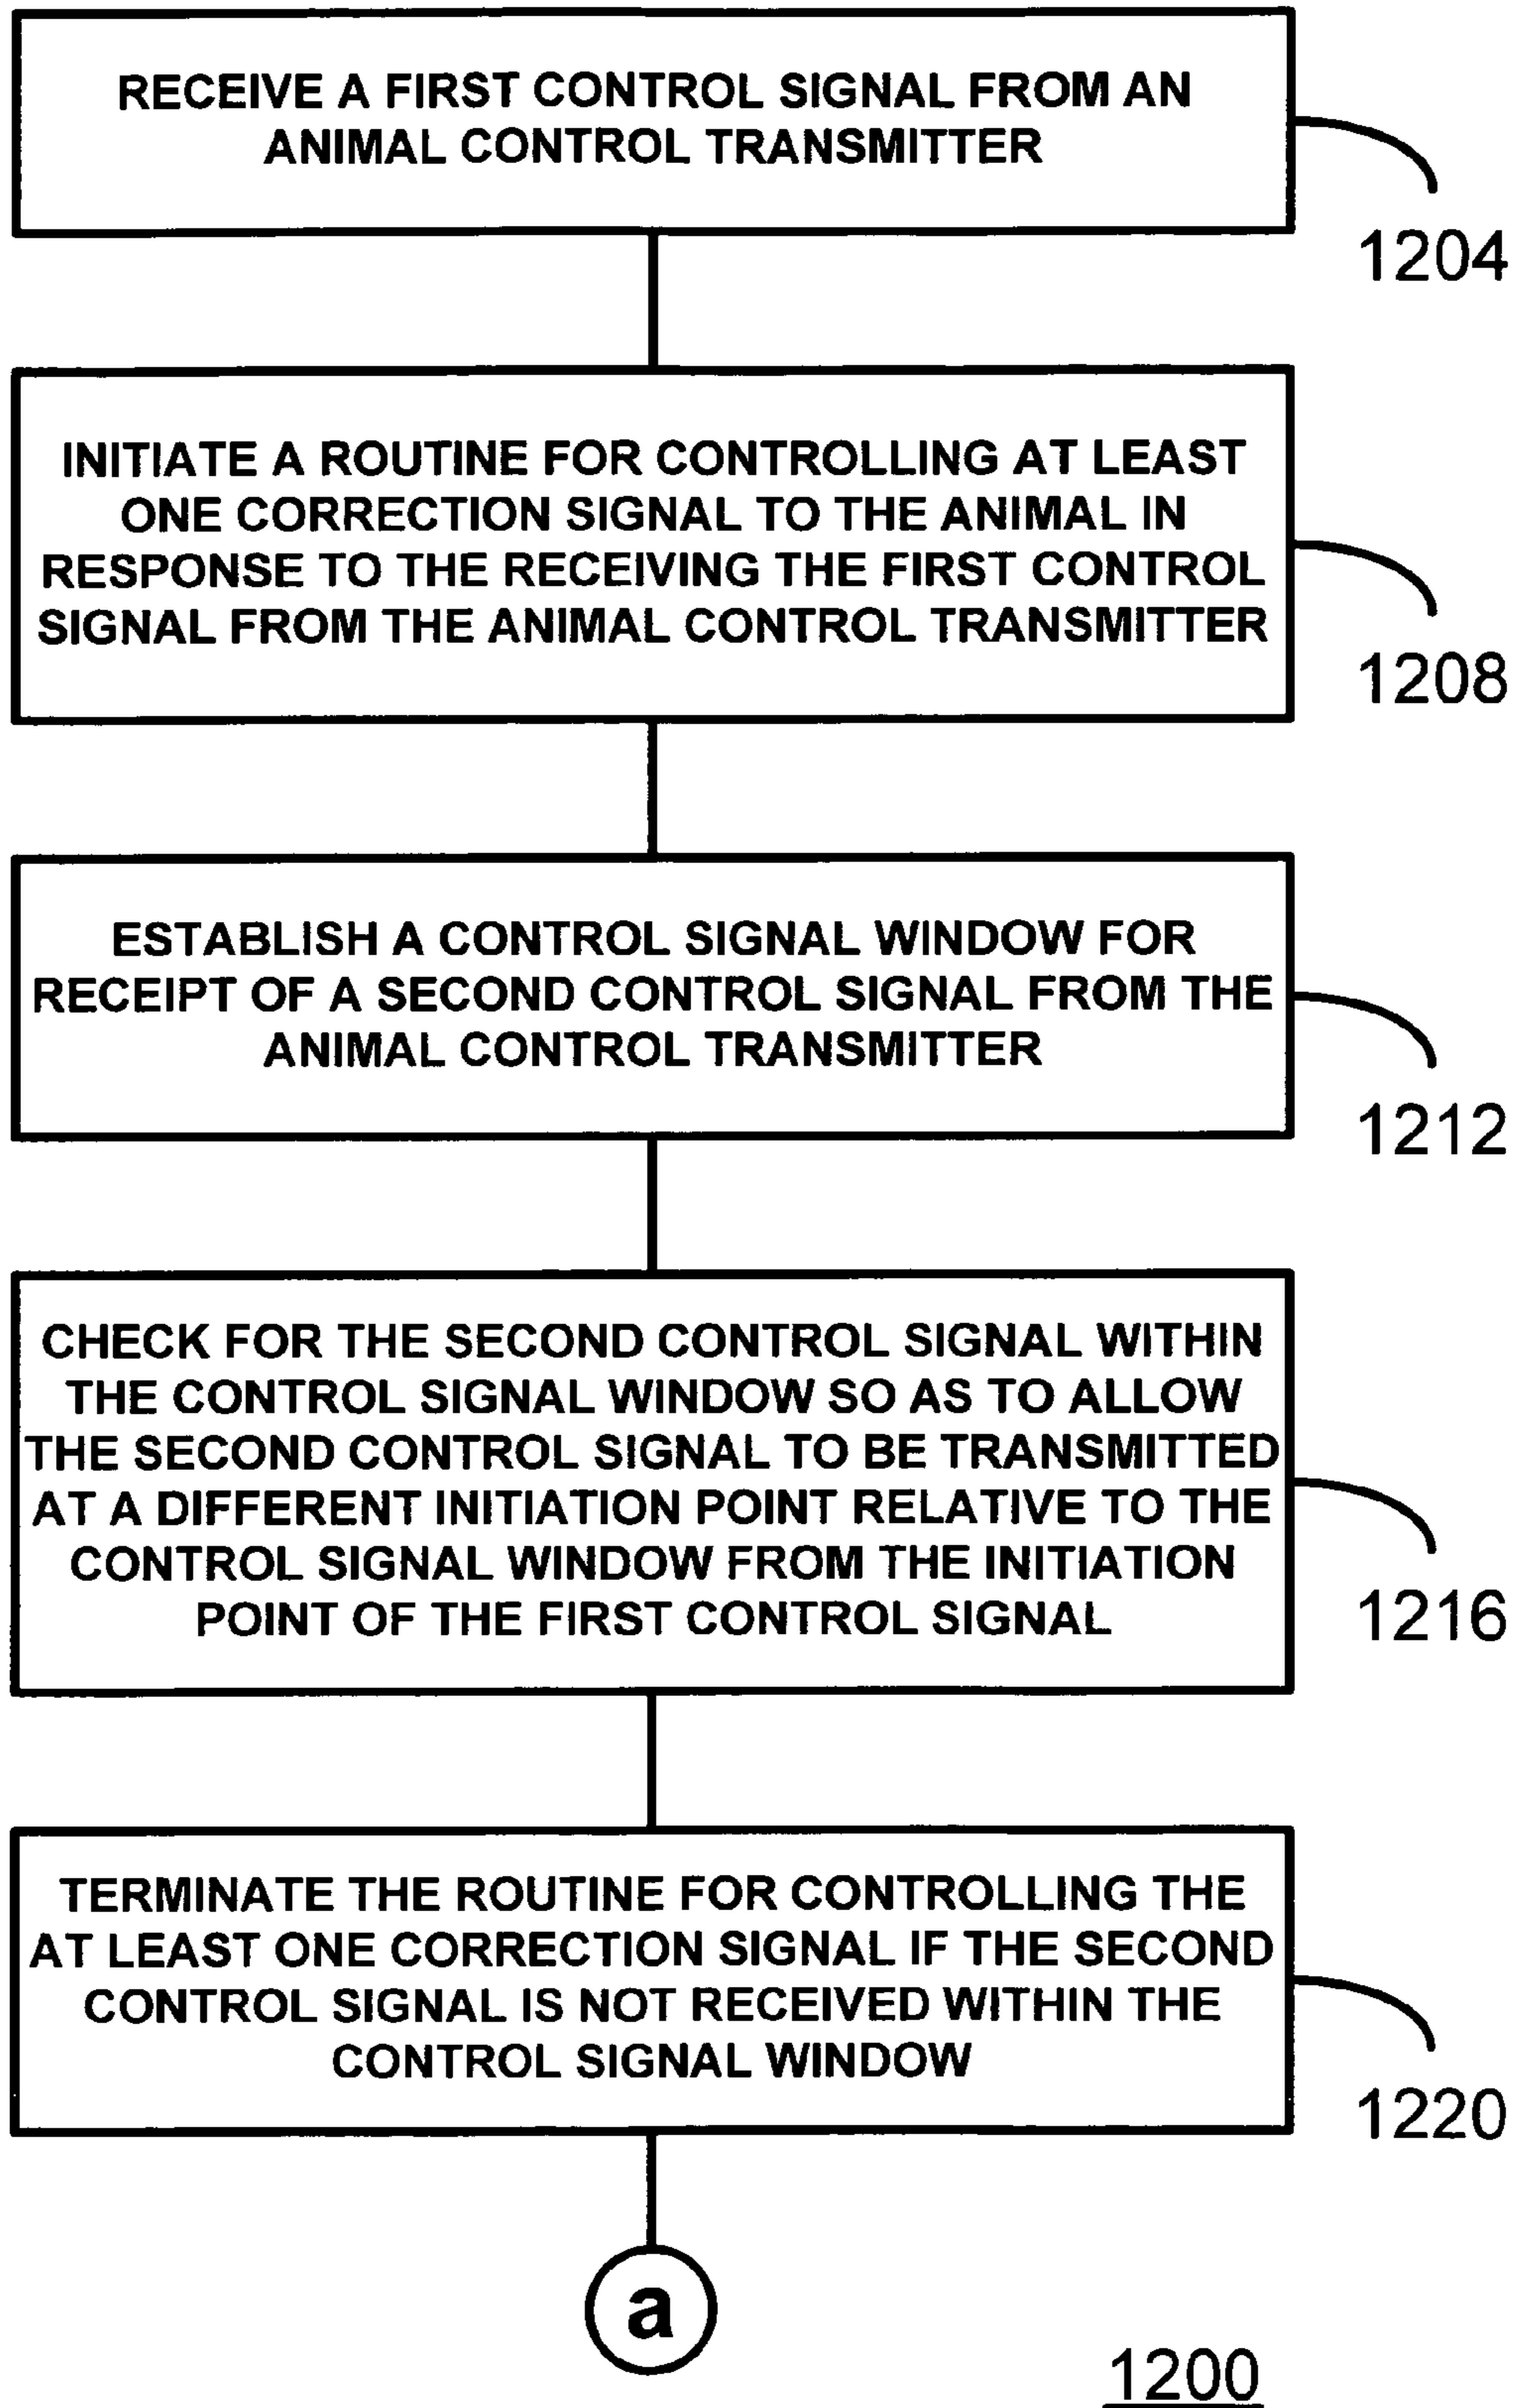 RECEIVE A FIRST CONTROL SIGNAL FROM AN
ANIMAL CONTROL TRANSMITTER
1204
INITIATE A ROUTINE FOR CONTROLLING AT LEAST
ONE CORRECTION SIGNAL TO THE ANIMAL IN
RESPONSE TO THE RECEIVING THE FIRST CONTROL
SIGNAL FROM THE ANIMAL CONTROL TRANSMITTER
1208
ESTABLISH A CONTROL SIGNAL WINDOW FOR
RECEIPT OF A SECOND CONTROL SIGNAL FROM THE
ANIMAL CONTROL TRANSMITTER
1212
CHECK FOR THE SECOND CONTROL SIGNAL WITHIN
THE CONTROL SIGNAL WINDOW SO AS TO ALLOW
THE SECOND CONTROL SIGNAL TO BE TRANSMITTED
AT A DIFFERENT INITIATION POINT RELATIVE TO THE
CONTROL SIGNAL WINDOW FROM THE INITIATION
POINT OF THE FIRST CONTROL SIGNAL
1216
TERMINATE THE ROUTINE FOR CONTROLLING THE
AT LEAST ONE CORRECTION SIGNAL IF THE SECOND
CONTROL SIGNAL IS NOT RECEIVED WITHIN THE
CONTROL SIGNAL WINDOW
1220
a
1200